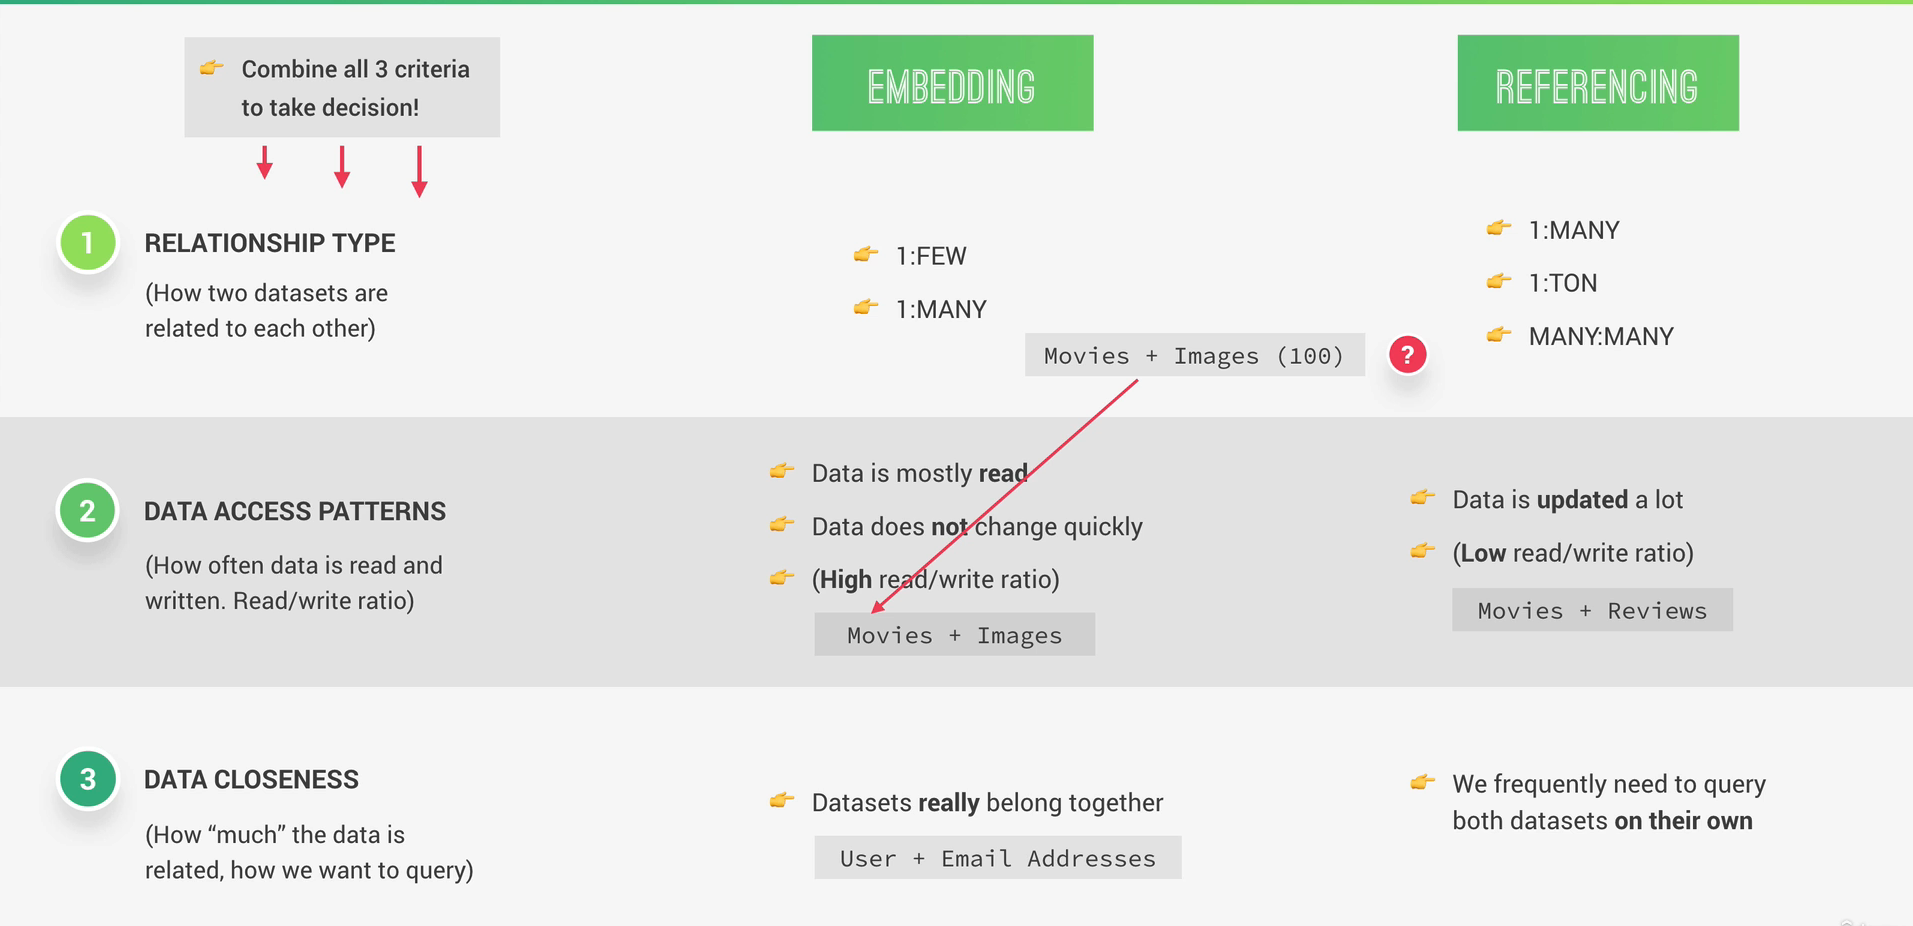 Combine all 3 criteria
to take decision!
EMBEDDING
REFERENCING
1
RELATIONSHIP TYPE
(How two datasets are
related to each other)
1:FEW
1:MANY
1:MANY
1:TON
MANY:MANY
Movies + Images (100)
?
2
DATA ACCESS PATTERNS
(How often data is read and
written. Read/write ratio)
Data is mostly read
Data does not change quickly
(High read/write ratio)
Movies + Images
Data is updated a lot
(Low read/write ratio)
Movies + Reviews
3
DATA CLOSENESS
(How “much” the data is
related, how we want to query)
Datasets really belong together
User + Email Addresses
We frequently need to query
both datasets on their own